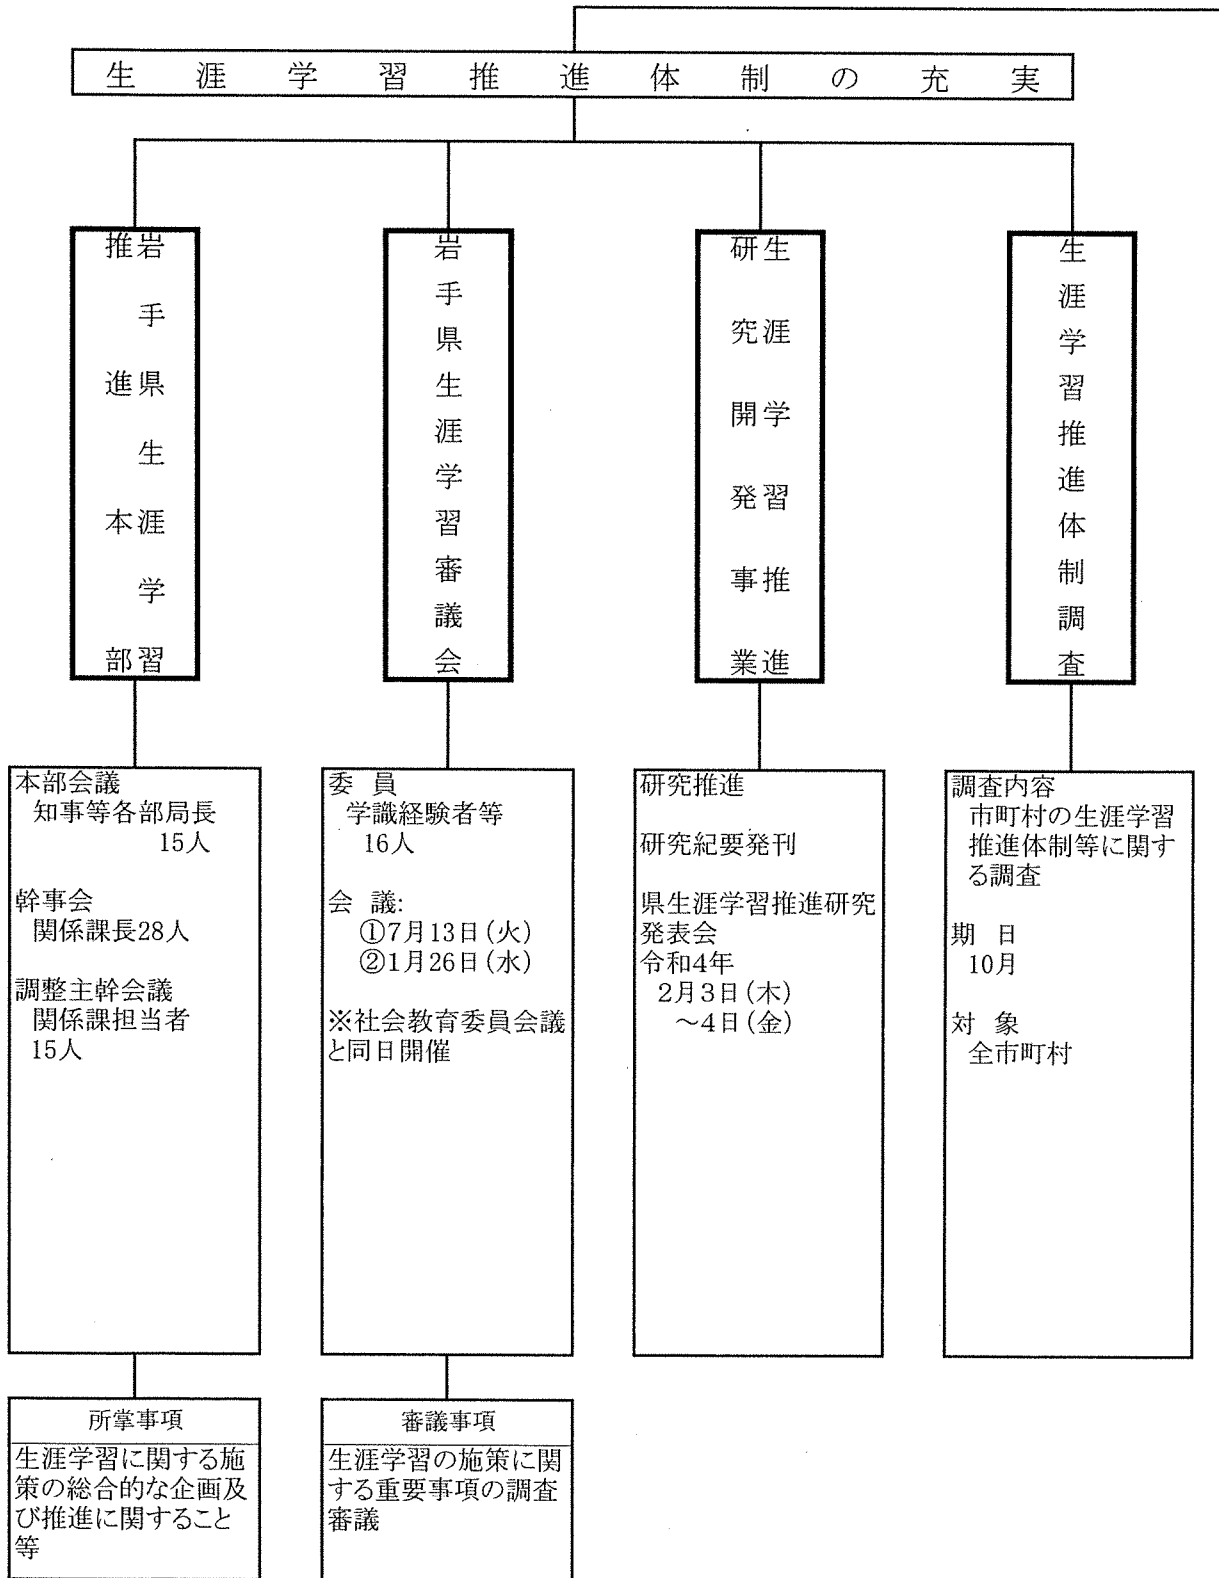 生涯学習推進体制の充実
岩手県生涯学習
推進本部
本部会議
知事等各部局長
15人
幹事会
関係課長28人
調整主幹会議
関係課担当者
15人
所掌事項
生涯学習に関する施
策の総合的な企画及
び推進に関すること
等
岩手県生涯学習審議会
委 員
学識経験者等
16人
会 議:
①7月13日(火)
②1月26日(水)
※社会教育委員会議
と同日開催
審議事項
生涯学習の施策に関
する重要事項の調査
審議
生涯学習推進
研究開発事業
研究推進
研究紀要発刊
県生涯学習推進研究
発表会
令和4年
2月3日(木)
～4日(金)
生涯学習推進体制調査
調査内容
市町村の生涯学習
推進体制等に関す
る調査
期 日
10月
対 象
全市町村